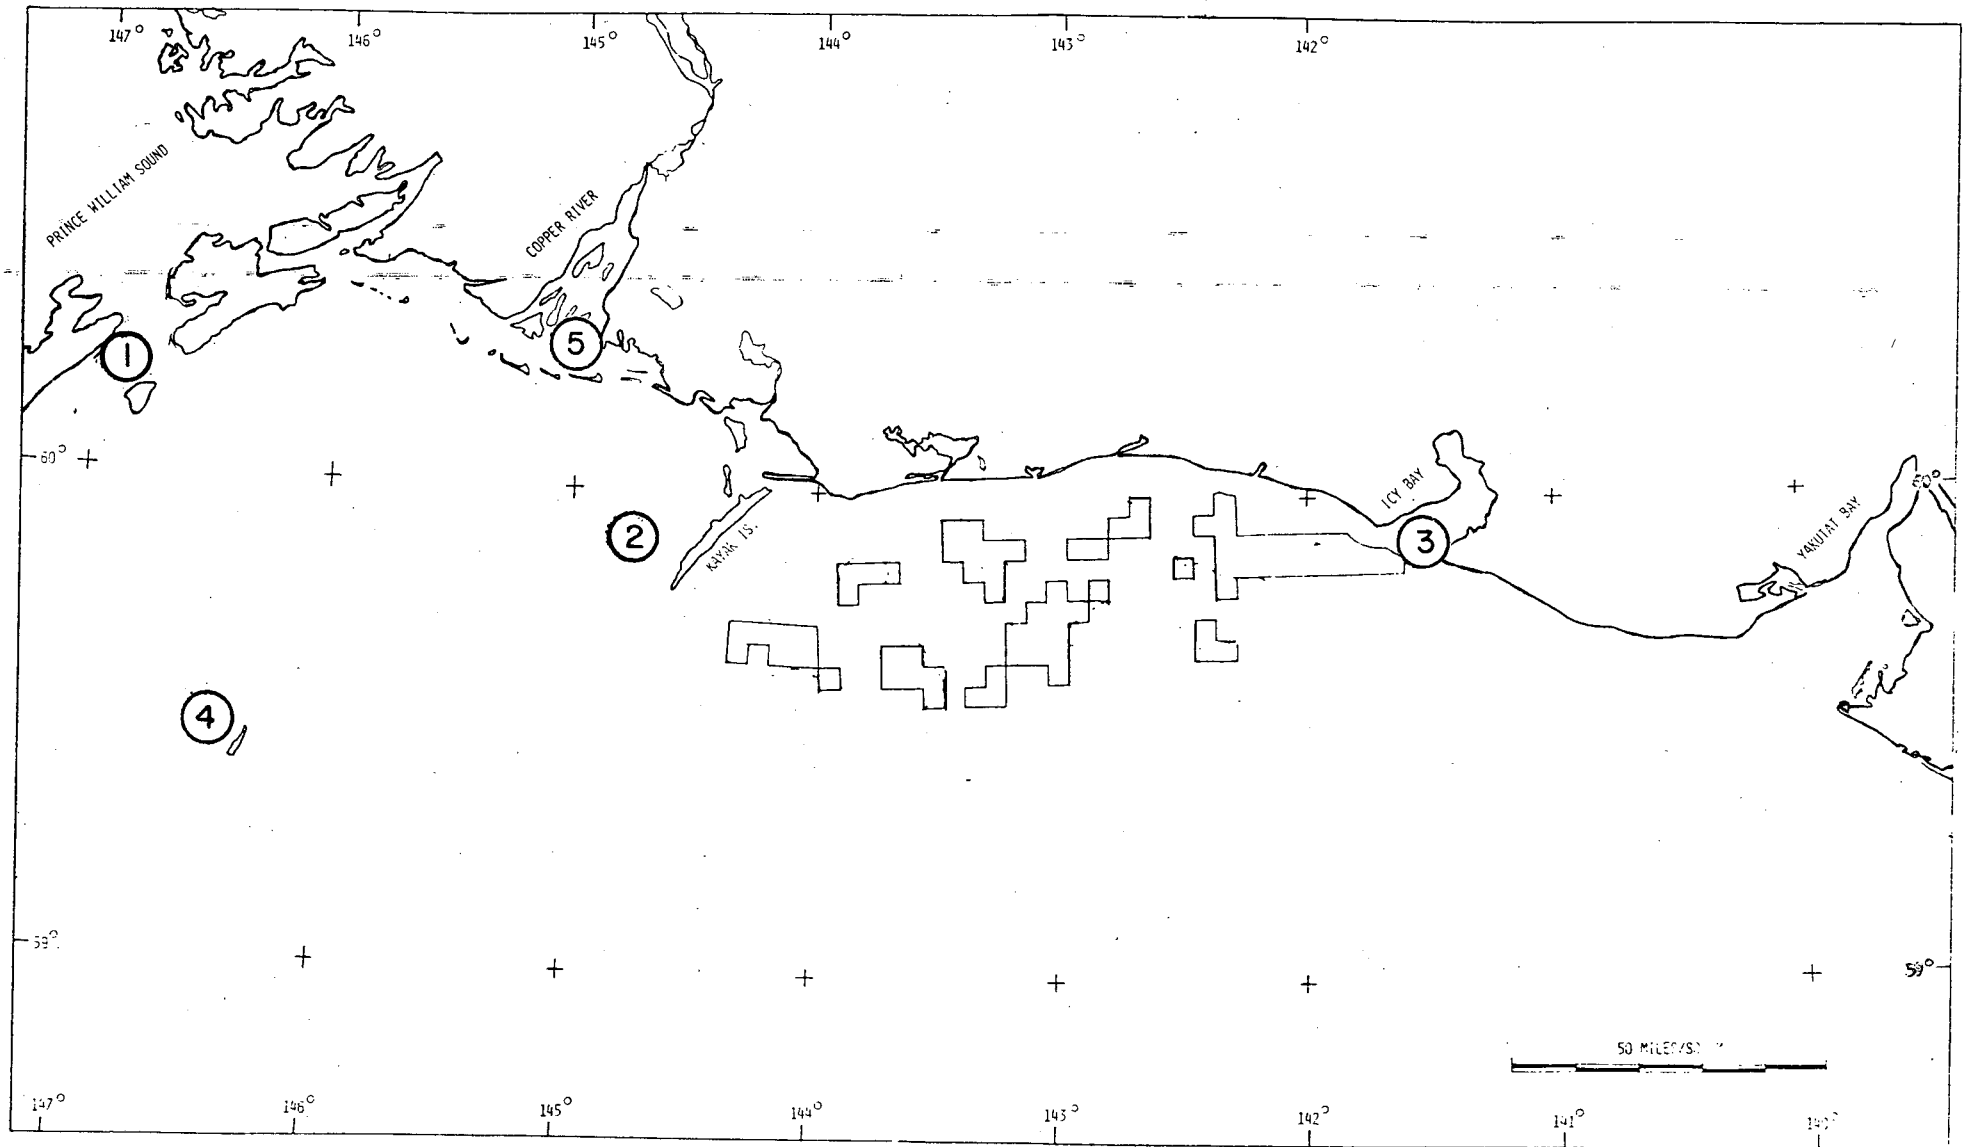 147° 146° 145° 144° 143° 142°
PRINCE WILLIAM SOUND
COPPER RIVER
5
1
60°
ICY BAY
60°
YAKUTAT BAY
2
KAYAK IS.
3
4
59°
59°
50 MILES/
147° 146° 145° 144° 143° 142° 141° 140°